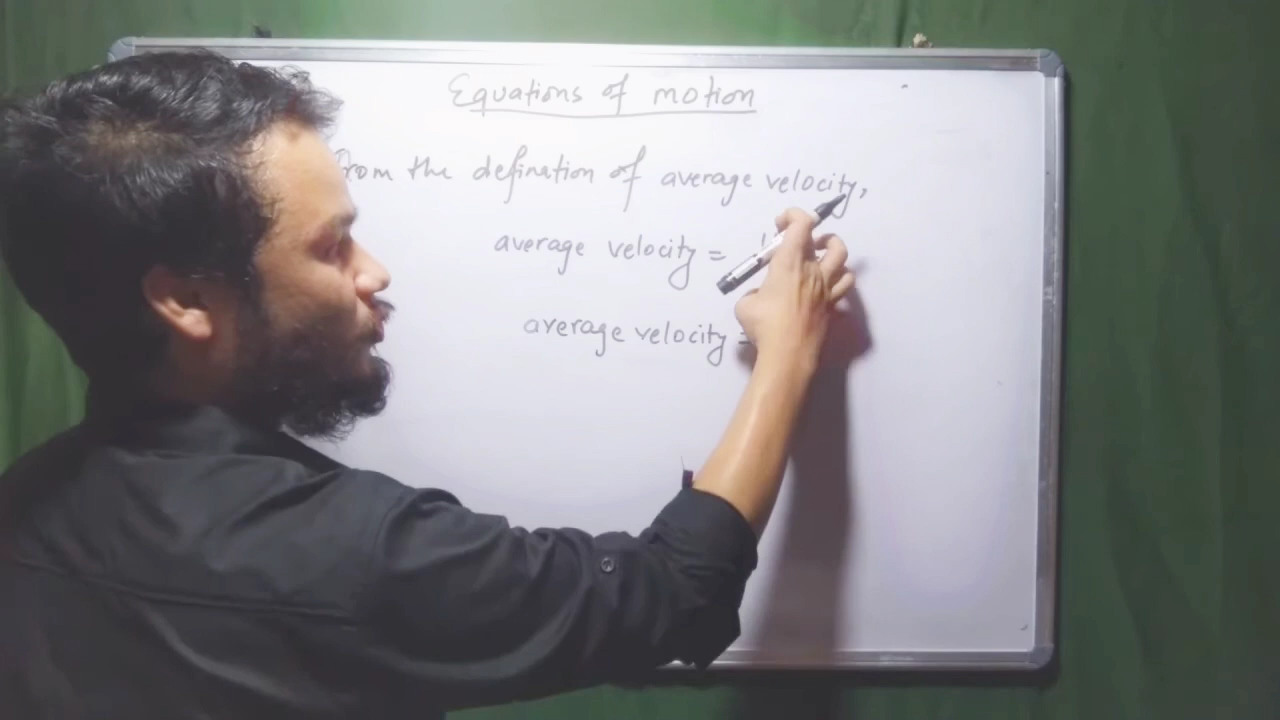 Equations of motion
from the defination of average velocity,
average velocity =
average velocity =